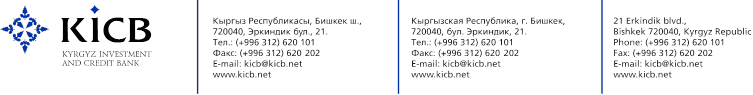 KICB
KYRGYZ INVESTMENT
AND CREDIT BANK
Кыргыз Республикасы, Бишкек ш.,
720040, Эркиндик бул., 21.
Тел.: (+996 312) 620 101
Факс: (+996 312) 620 202
E-mail: kicb@kicb.net
www.kicb.net
Кыргызская Республика, г. Бишкек,
720040, бул. Эркиндик, 21.
Тел.: (+996 312) 620 101
Факс: (+996 312) 620 202
E-mail: kicb@kicb.net
www.kicb.net
21 Erkindik blvd.,
Bishkek 720040, Kyrgyz Republic
Phone: (+996 312) 620 101
Fax: (+996 312) 620 202
E-mail: kicb@kicb.net
www.kicb.net